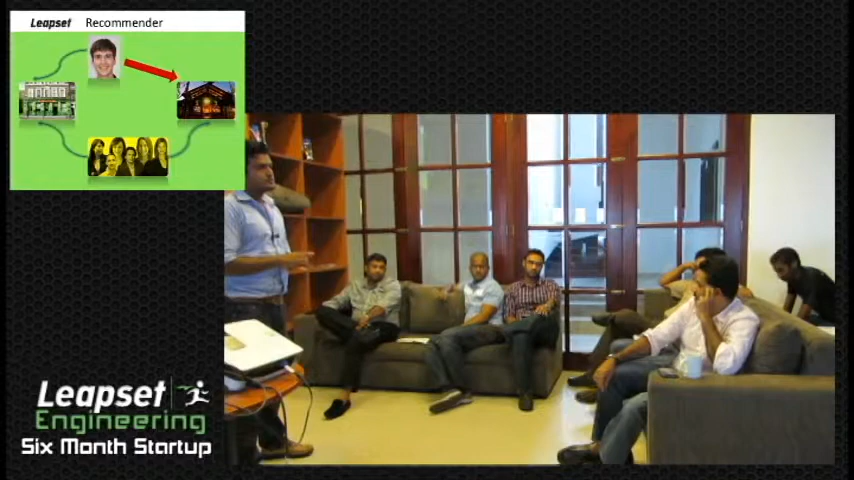 Leapset Recommender
Leapset
Engineering
Six Month Startup